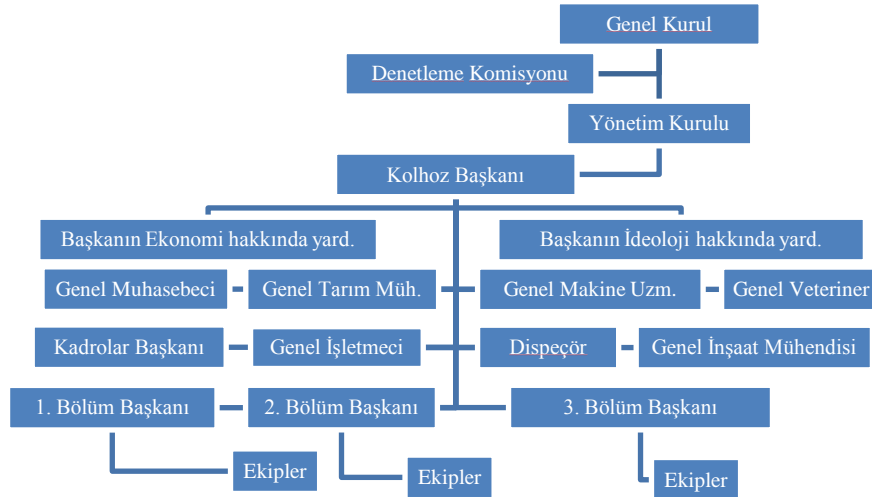 Genel Kurul
Denetleme Komisyonu
Yönetim Kurulu
Kolhoz Başkanı
Başkanın Ekonomi hakkında yard.
Başkanın İdeoloji hakkında yard.
Genel Muhasebeci
Genel Tarım Müh.
Genel Makine Uzm.
Genel Veteriner
Kadrolar Başkanı
Genel İşletmeci
Dispeçör
Genel İnşaat Mühendisi
1. Bölüm Başkanı
2. Bölüm Başkanı
3. Bölüm Başkanı
Ekipler
Ekipler
Ekipler